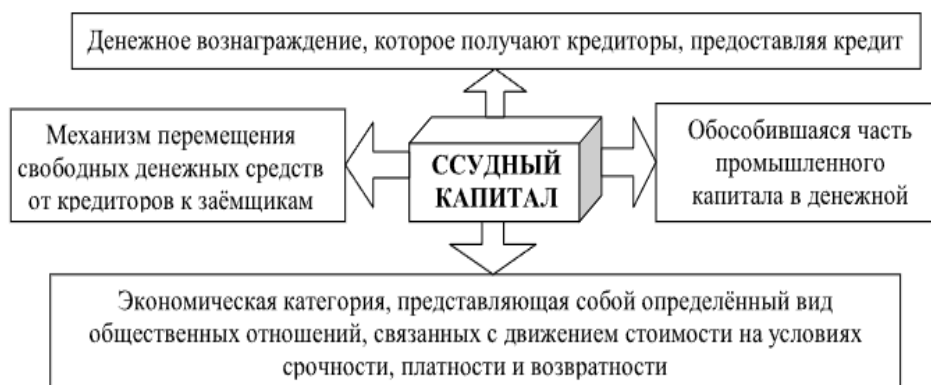 Денежное вознаграждение, которое получают кредиторы, предоставляя кредит
Механизм перемещения
свободных денежных средств
от кредиторов к заёмщикам
ССУДНЫЙ
КАПИТАЛ
Обособившаяся часть
промышленного
капитала в денежной
Экономическая категория, представляющая собой определённый вид
общественных отношений, связанных с движением стоимости на условиях
срочности, платности и возвратности